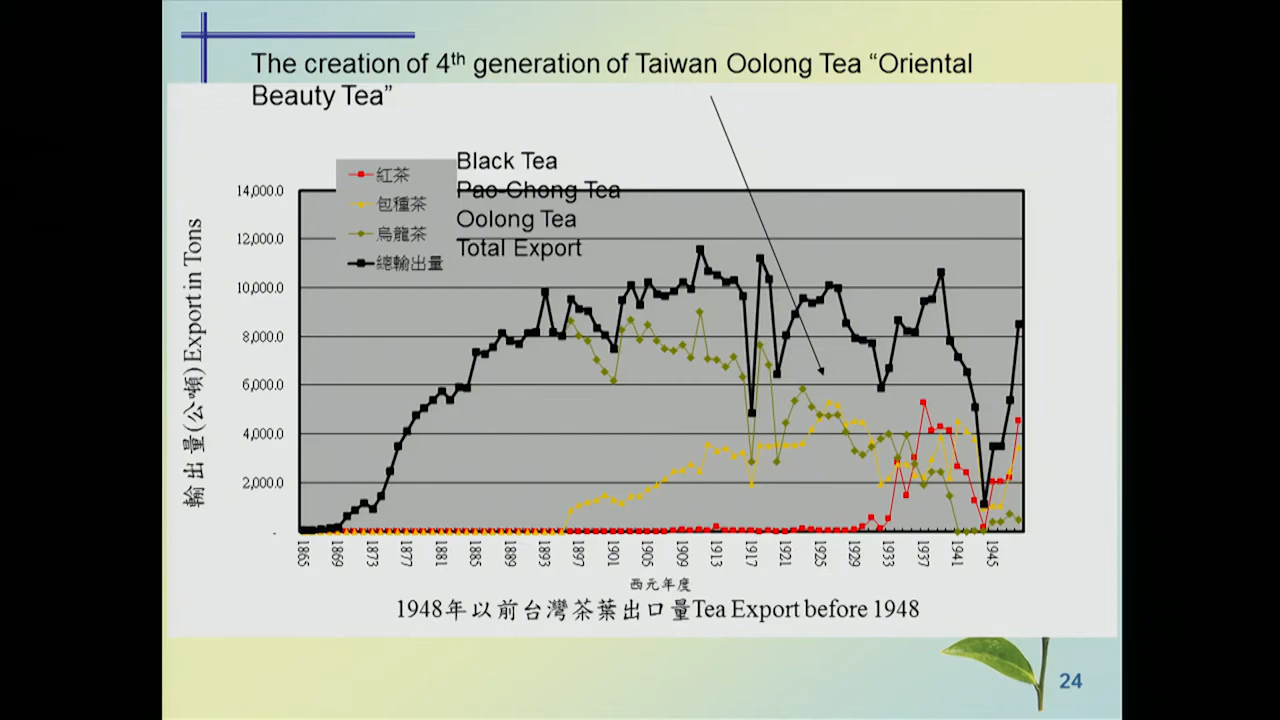 The creation of 4th generation of Taiwan Oolong Tea “Oriental
Beauty Tea”
紅茶 Black Tea
包種茶 Pao-Chong Tea
烏龍茶 Oolong Tea
總輸出量 Total Export
輸出量(公噸) Export in Tons
14,000.0
12,000.0
10,000.0
8,000.0
6,000.0
4,000.0
2,000.0
-
1865 1869 1873 1877 1881 1885 1889 1893 1897 1901 1905 1909 1913 1917 1921 1925 1929 1933 1937 1941 1945
西元年度
1948年以前台灣茶葉出口量Tea Export before 1948
24